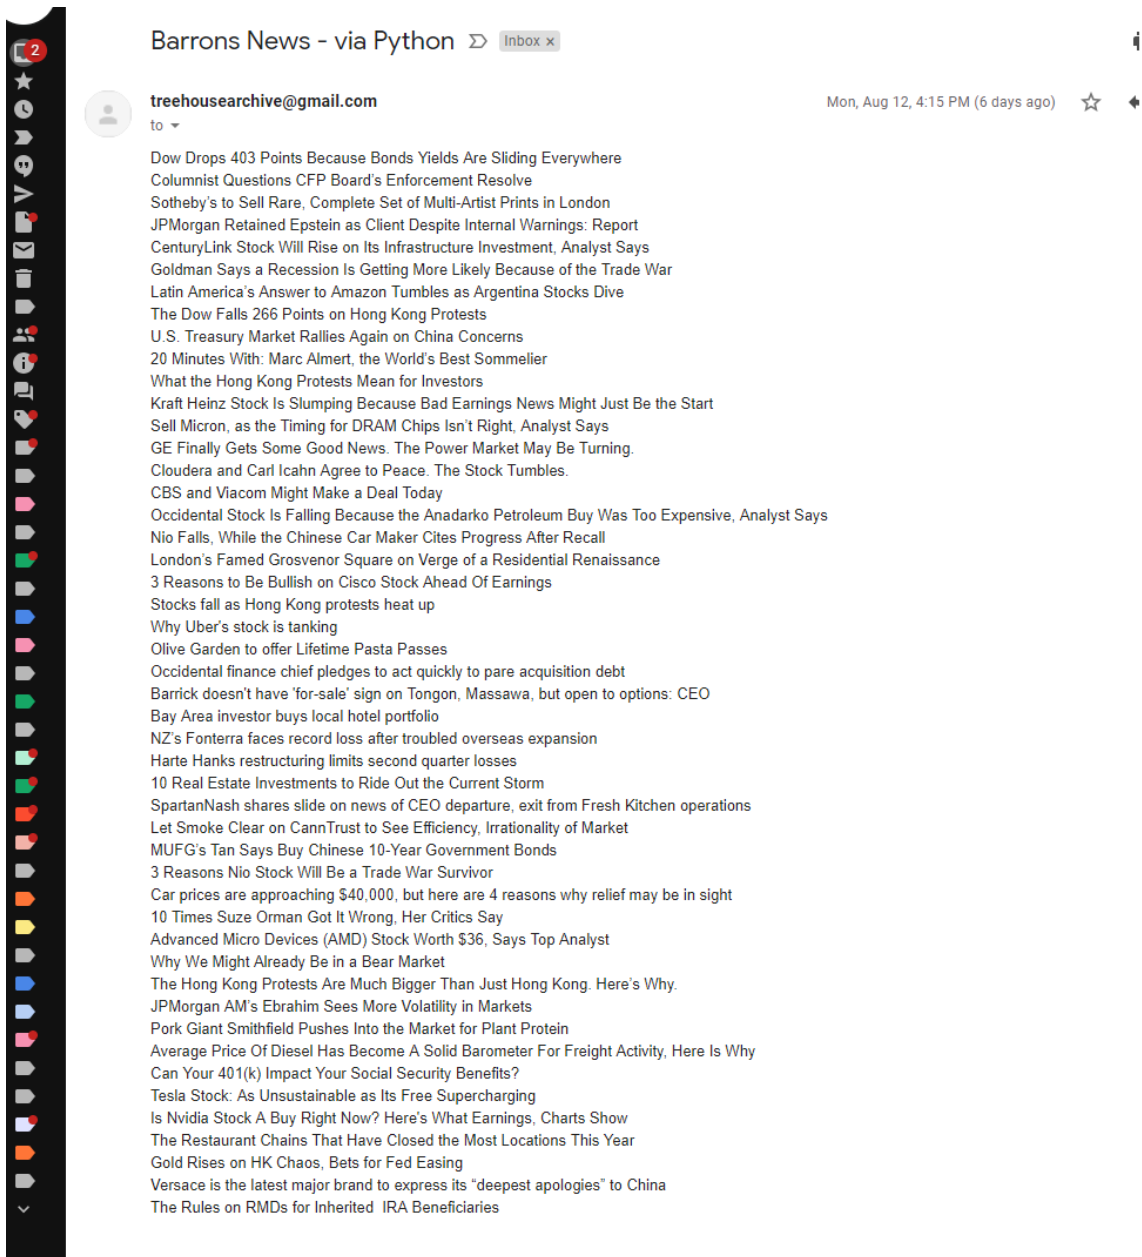 2
Barrons News - via Python Inbox x
treehousearchive@gmail.com Mon, Aug 12, 4:15 PM (6 days ago)
to
Dow Drops 403 Points Because Bonds Yields Are Sliding Everywhere
Columnist Questions CFP Board's Enforcement Resolve
Sotheby's to Sell Rare, Complete Set of Multi-Artist Prints in London
JPMorgan Retained Epstein as Client Despite Internal Warnings: Report
CenturyLink Stock Will Rise on Its Infrastructure Investment, Analyst Says
Goldman Says a Recession Is Getting More Likely Because of the Trade War
Latin America's Answer to Amazon Tumbles as Argentina Stocks Dive
The Dow Falls 266 Points on Hong Kong Protests
U.S. Treasury Market Rallies Again on China Concerns
20 Minutes With: Marc Almert, the World's Best Sommelier
What the Hong Kong Protests Mean for Investors
Kraft Heinz Stock Is Slumping Because Bad Earnings News Might Just Be the Start
Sell Micron, as the Timing for DRAM Chips Isn't Right, Analyst Says
GE Finally Gets Some Good News. The Power Market May Be Turning.
Cloudera and Carl Icahn Agree to Peace. The Stock Tumbles.
CBS and Viacom Might Make a Deal Today
Occidental Stock Is Falling Because the Anadarko Petroleum Buy Was Too Expensive, Analyst Says
Nio Falls, While the Chinese Car Maker Cites Progress After Recall
London's Famed Grosvenor Square on Verge of a Residential Renaissance
3 Reasons to Be Bullish on Cisco Stock Ahead Of Earnings
Stocks fall as Hong Kong protests heat up
Why Uber's stock is tanking
Olive Garden to offer Lifetime Pasta Passes
Occidental finance chief pledges to act quickly to pare acquisition debt
Barrick doesn't have 'for-sale' sign on Tongon, Massawa, but open to options: CEO
Bay Area investor buys local hotel portfolio
NZ's Fonterra faces record loss after troubled overseas expansion
Harte Hanks restructuring limits second quarter losses
10 Real Estate Investments to Ride Out the Current Storm
SpartanNash shares slide on news of CEO departure, exit from Fresh Kitchen operations
Let Smoke Clear on CannTrust to See Efficiency, Irrationality of Market
MUFG's Tan Says Buy Chinese 10-Year Government Bonds
3 Reasons Nio Stock Will Be a Trade War Survivor
Car prices are approaching $40,000, but here are 4 reasons why relief may be in sight
10 Times Suze Orman Got It Wrong, Her Critics Say
Advanced Micro Devices (AMD) Stock Worth $36, Says Top Analyst
Why We Might Already Be in a Bear Market
The Hong Kong Protests Are Much Bigger Than Just Hong Kong. Here's Why.
JPMorgan AM's Ebrahim Sees More Volatility in Markets
Pork Giant Smithfield Pushes Into the Market for Plant Protein
Average Price Of Diesel Has Become A Solid Barometer For Freight Activity, Here Is Why
Can Your 401(k) Impact Your Social Security Benefits?
Tesla Stock: As Unsustainable as Its Free Supercharging
Is Nvidia Stock A Buy Right Now? Here's What Earnings, Charts Show
The Restaurant Chains That Have Closed the Most Locations This Year
Gold Rises on HK Chaos, Bets for Fed Easing
Versace is the latest major brand to express its “deepest apologies” to China
The Rules on RMDs for Inherited  IRA Beneficiaries